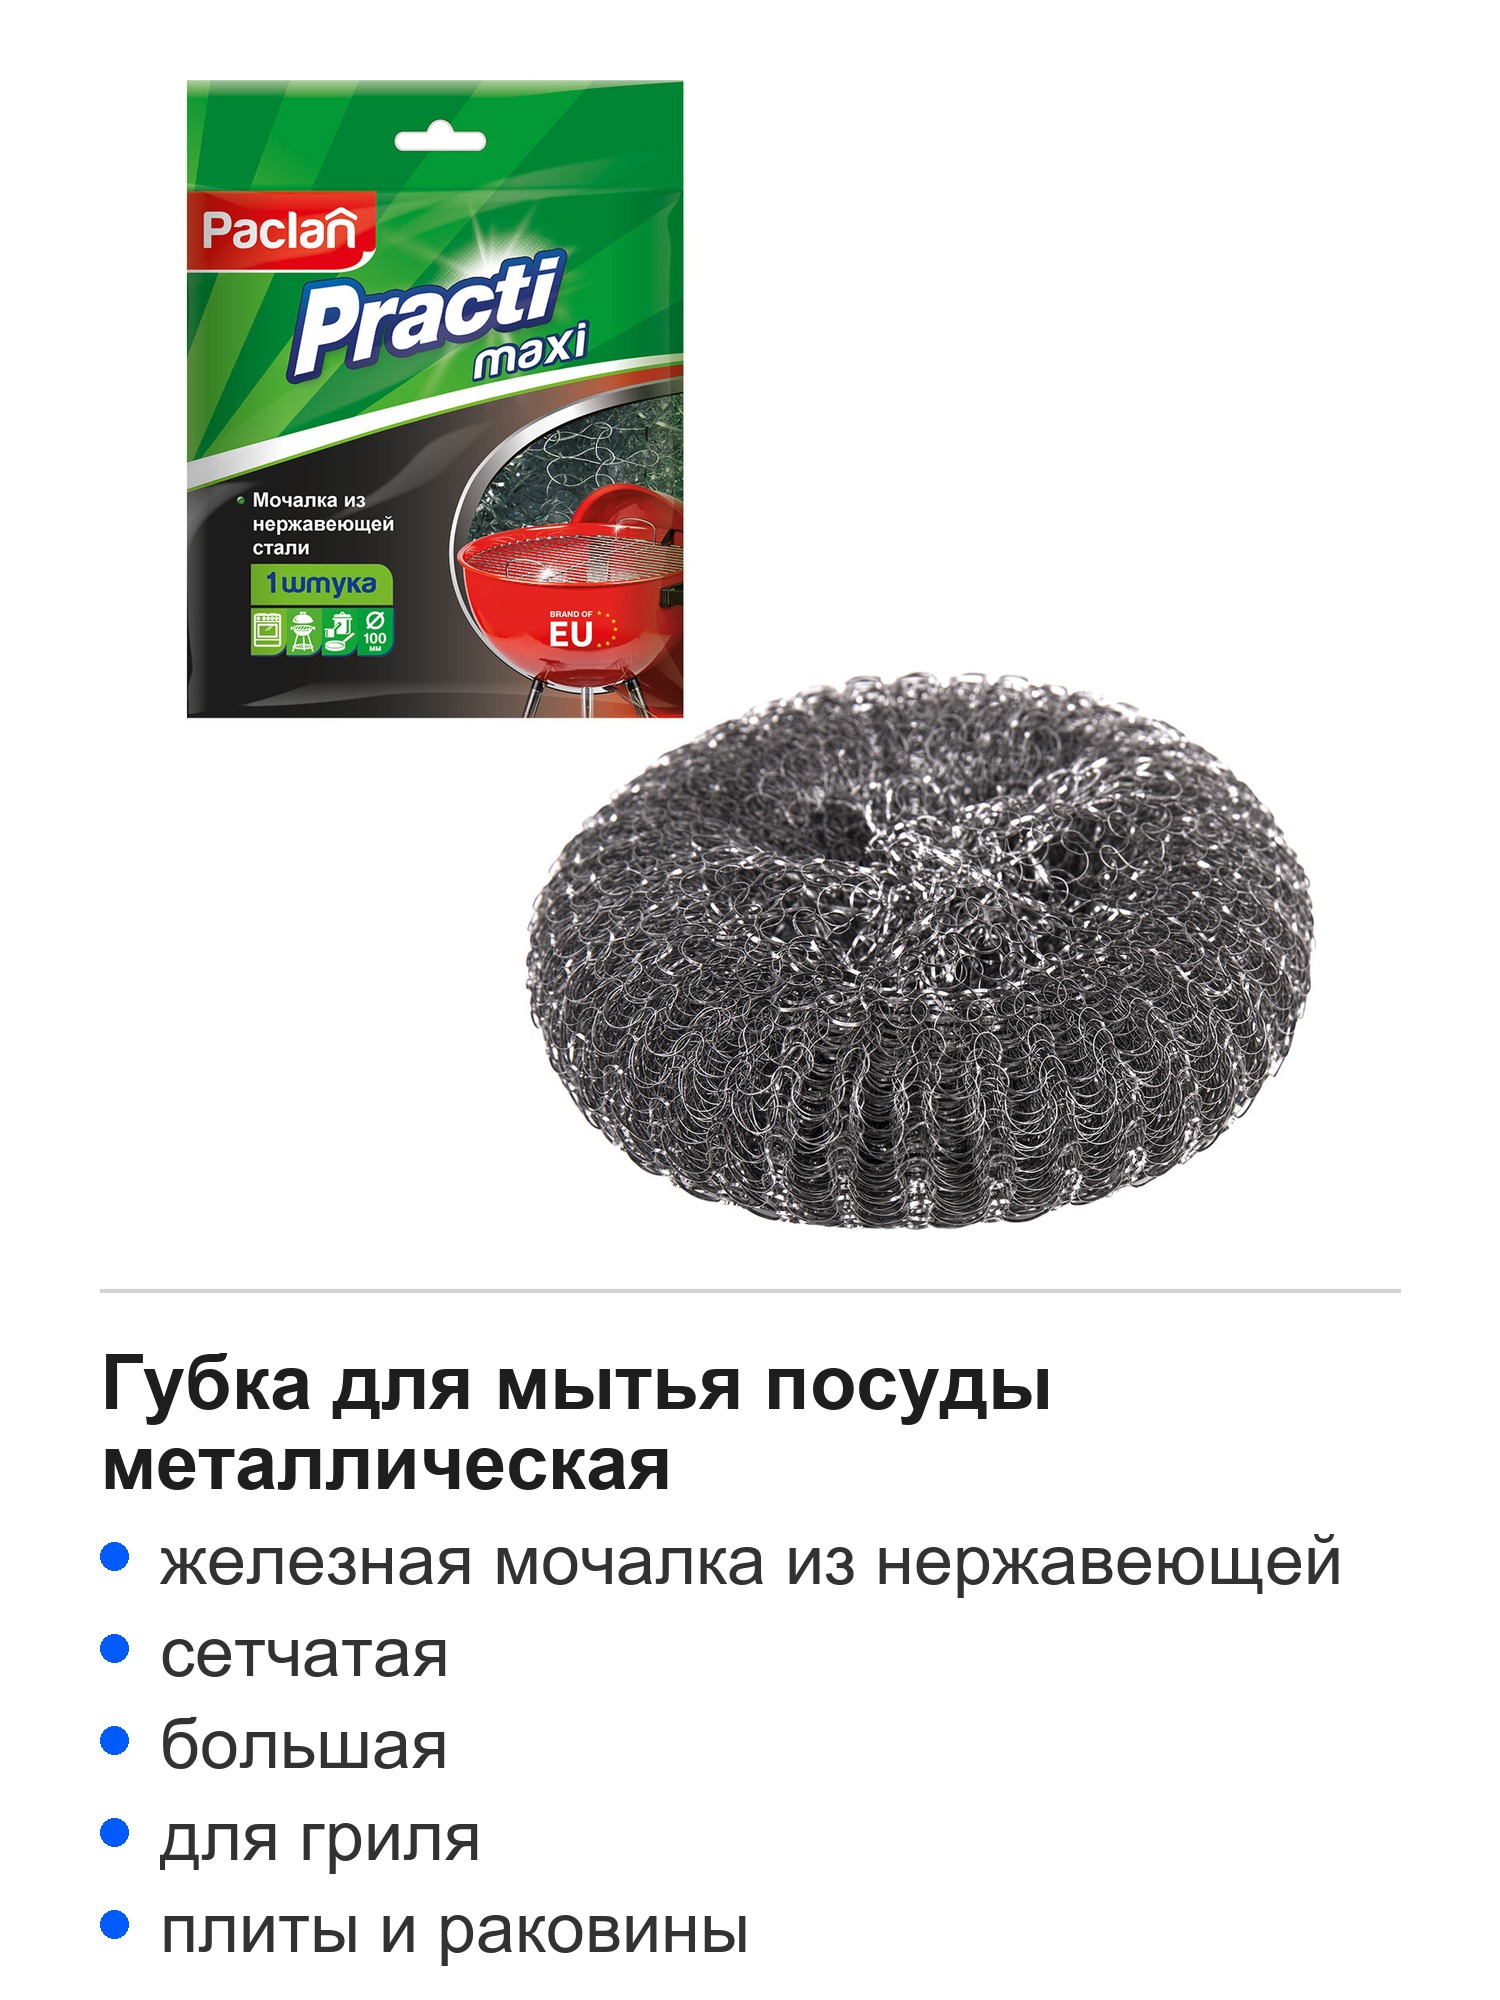 Paclan
Practi
maxi
Мочалка из
нержавеющей
стали
1 штука
100
мм
BRAND OF
EU
Губка для мытья посуды
металлическая
железная мочалка из нержавеющей
сетчатая
большая
для гриля
плиты и раковины